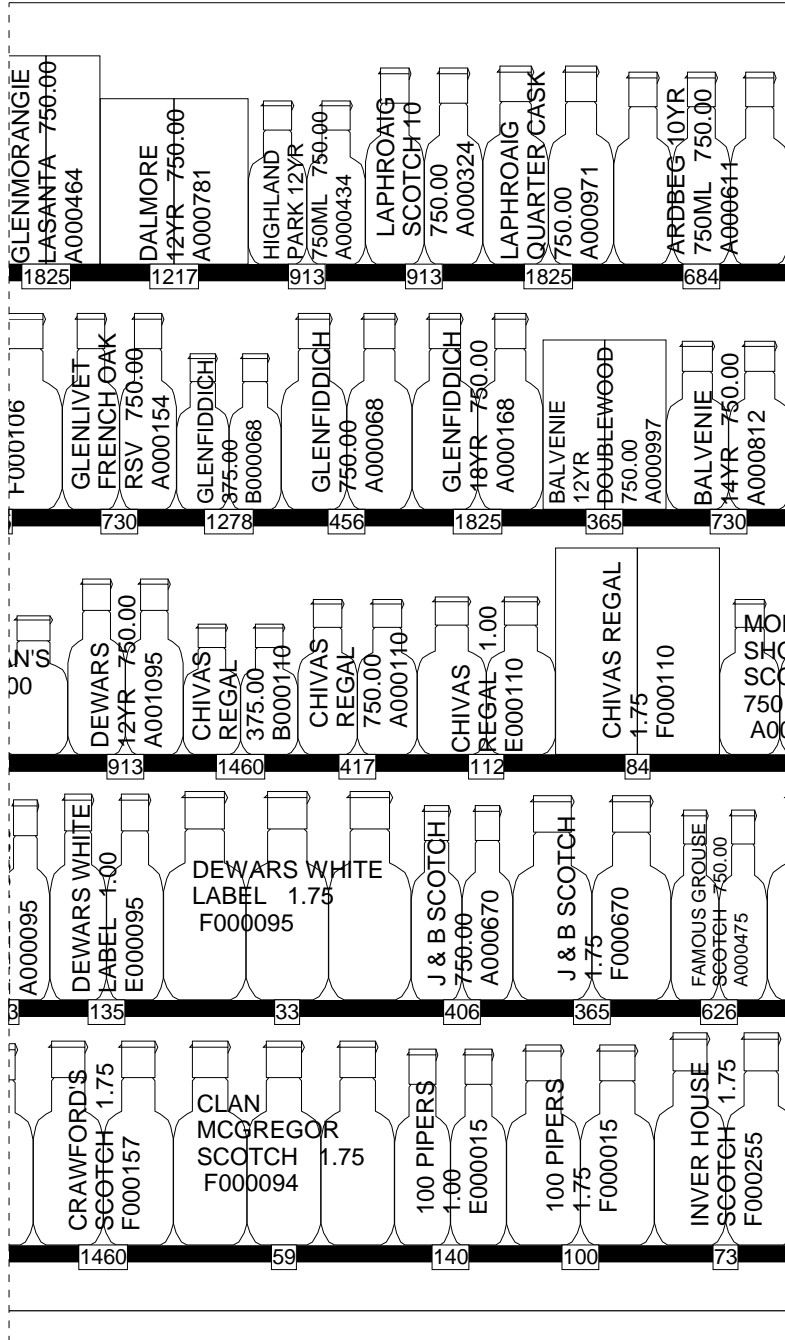 GLENMORANGIE
LASANTA 750.00
A000464
DALMORE
12YR 750.00
A000781
HIGHLAND
PARK 12YR
750ML 750.00
A000434
LAPHROAIG
SCOTCH 10
750.00
A000324
LAPHROAIG
QUARTER CASK
750.00
A000971
ARDBEG 10YR
750ML 750.00
A000611
1825
1217
913
913
1825
684
F000106
GLENLIVET
FRENCH OAK
RSV 750.00
A000154
GLENFIDDICH
375.00
B000068
GLENFIDDICH
750.00
A000068
GLENFIDDICH
18YR 750.00
A000168
BALVENIE
12YR
DOUBLEWOOD
750.00
A000997
BALVENIE
14YR 750.00
A000812
730
1278
456
1825
365
730
N'S
00
DEWARS
12YR 750.00
A001095
CHIVAS
REGAL
375.00
B000110
CHIVAS
REGAL
750.00
A000110
CHIVAS
REGAL 1.00
E000110
CHIVAS REGAL
1.75
F000110
SHO
SCO
750
A00
913
1460
417
112
84
A000095
DEWARS WHITE
LABEL 1.00
E000095
DEWARS WHITE
LABEL 1.75
F000095
J & B SCOTCH
750.00
A000670
J & B SCOTCH
1.75
F000670
FAMOUS GROUSE
SCOTCH 750.00
A000475
3
135
33
406
365
626
CRAWFORD'S
SCOTCH 1.75
F000157
CLAN
MCGREGOR
SCOTCH 1.75
F000094
100 PIPERS
1.00
E000015
100 PIPERS
1.75
F000015
INVER HOUSE
SCOTCH 1.75
F000255
1460
59
140
100
73